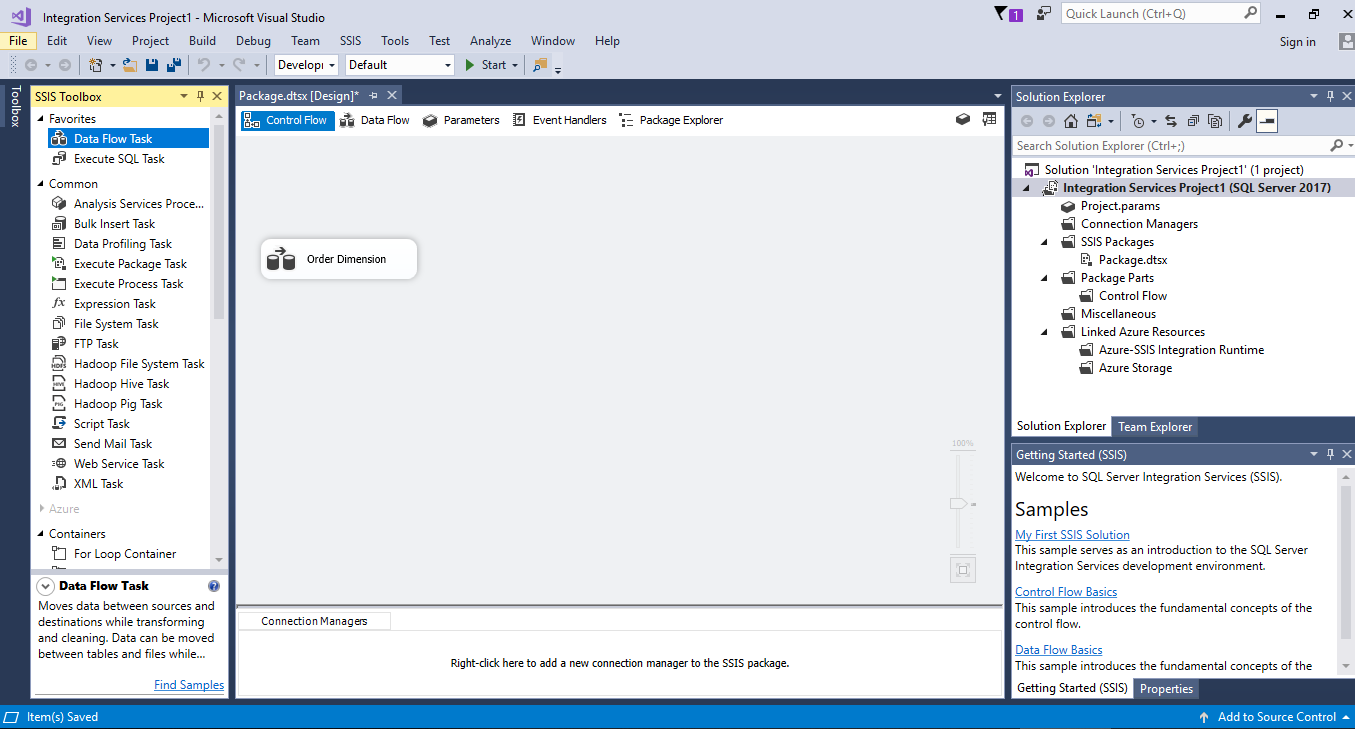 Integration Services Project1 - Microsoft Visual Studio
1
Quick Launch (Ctrl+Q)
File Edit View Project Build Debug Team SSIS Tools Test Analyze Window Help
Sign in
Develop Default Start
Toolbox
SSIS Toolbox
Favorites
Data Flow Task
Execute SQL Task
Common
Analysis Services Proce...
Bulk Insert Task
Data Profiling Task
Execute Package Task
Execute Process Task
Expression Task
File System Task
FTP Task
Hadoop File System Task
Hadoop Hive Task
Hadoop Pig Task
Script Task
Send Mail Task
Web Service Task
XML Task
Azure
Containers
For Loop Container
Data Flow Task
Moves data between sources and
destinations while transforming
and cleaning. Data can be moved
between tables and files while...
Find Samples
Package.dtsx [Design]*
Control Flow Data Flow Parameters Event Handlers Package Explorer
Order Dimension
100%
Connection Managers
Right-click here to add a new connection manager to the SSIS package.
Solution Explorer
Search Solution Explorer (Ctrl+;)
Solution 'Integration Services Project1' (1 project)
Integration Services Project1 (SQL Server 2017)
Project.params
Connection Managers
SSIS Packages
Package.dtsx
Package Parts
Control Flow
Miscellaneous
Linked Azure Resources
Azure-SSIS Integration Runtime
Azure Storage
Solution Explorer Team Explorer
Getting Started (SSIS)
Welcome to SQL Server Integration Services (SSIS).
Samples
My First SSIS Solution
This sample serves as an introduction to the SQL Server
Integration Services development environment.
Control Flow Basics
This sample introduces the fundamental concepts of the
control flow.
Data Flow Basics
This sample introduces the fundamental concepts of the
Getting Started (SSIS) Properties
Item(s) Saved
Add to Source Control